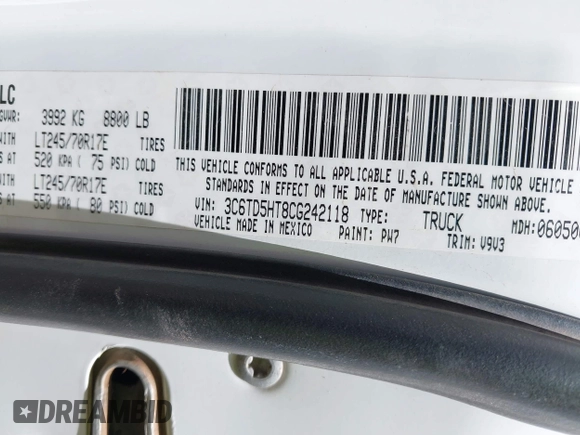 LC
GVWR: 3992 KG 8800 LB
WITH LT245/70R17E TIRES
S AT 520 KPA ( 75 PSI) COLD
WITH LT245/70R17E TIRES
S AT 550 KPA ( 80 PSI) COLD
THIS VEHICLE CONFORMS TO ALL APPLICABLE U.S.A. FEDERAL MOTOR VEHICLE
STANDARDS IN EFFECT ON THE DATE OF MANUFACTURE SHOWN ABOVE.
VIN: 3C6TD5HT8CG242118 TYPE: TRUCK MDH: 06050
VEHICLE MADE IN MEXICO PAINT: PW7 TRIM: V9V3
DREAMBID